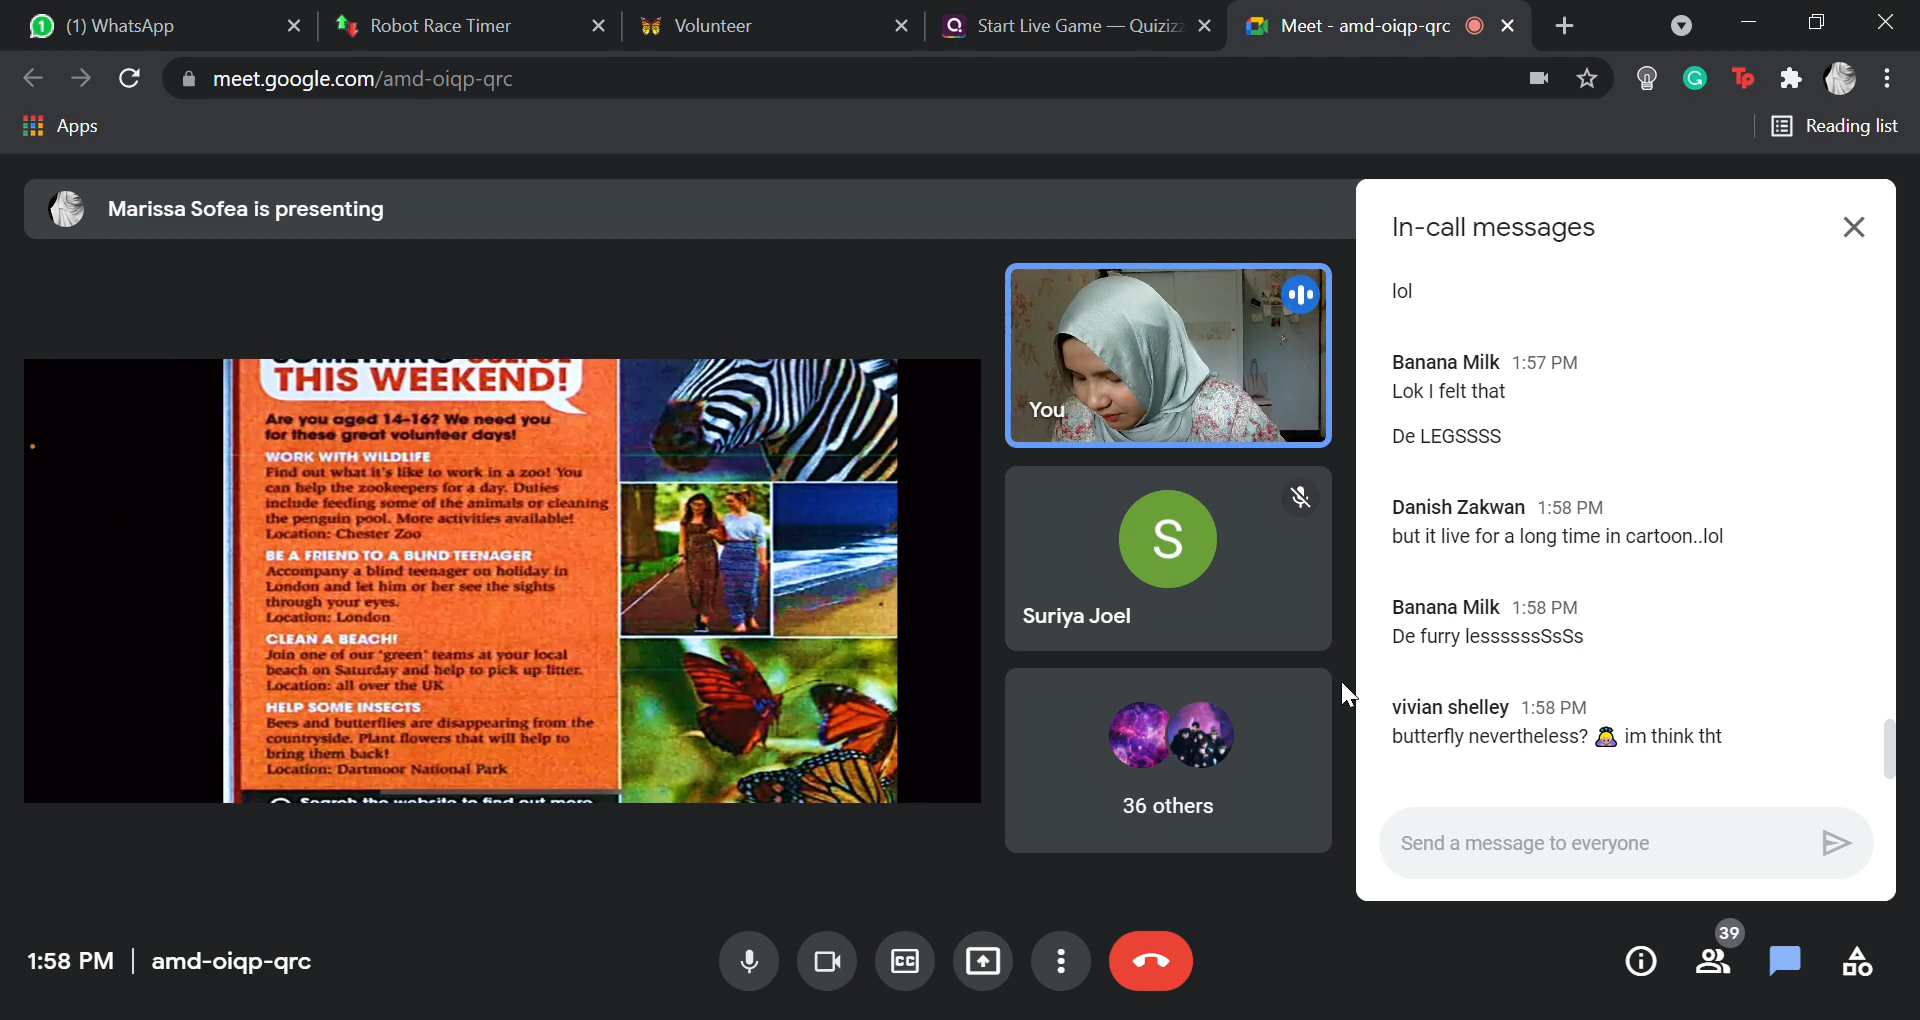 (1) WhatsApp
Robot Race Timer
Volunteer
Start Live Game — Quiziz
Meet - amd-oiqp-qrc
meet.google.com/amd-oiqp-qrc
Apps
Reading list
Marissa Sofea is presenting
THIS WEEKEND!
Are you aged 14-16? We need you
for these great volunteer days!
WORK WITH WILDLIFE
Find out what it's like to work in a zoo! You
can help the zookeepers for a day. Duties
include feeding some of the animals or cleaning
the penguin pool. More activities available!
Location: Chester Zoo
BE A FRIEND TO A BLIND TEENAGER
Accompany a blind teenager on holiday in
London and let him or her see the sights
through your eyes.
Location: London
CLEAN A BEACH!
Join one of our 'green' teams at your local
beach on Saturday and help to pick up litter.
Location: all over the UK
HELP SOME INSECTS
Bees and butterflies are disappearing from the
countryside. Plant flowers that will help to
bring them back!
Location: Dartmoor National Park
Search the website to find out more
You
S
Suriya Joel
36 others
In-call messages
lol
Banana Milk 1:57 PM
Lok I felt that
De LEGSSSS
Danish Zakwan 1:58 PM
but it live for a long time in cartoon..lol
Banana Milk 1:58 PM
De furry lessssssSsSs
vivian shelley 1:58 PM
butterfly nevertheless? 🙇‍♀️ im think tht
Send a message to everyone
1:58 PM | amd-oiqp-qrc
CC
39